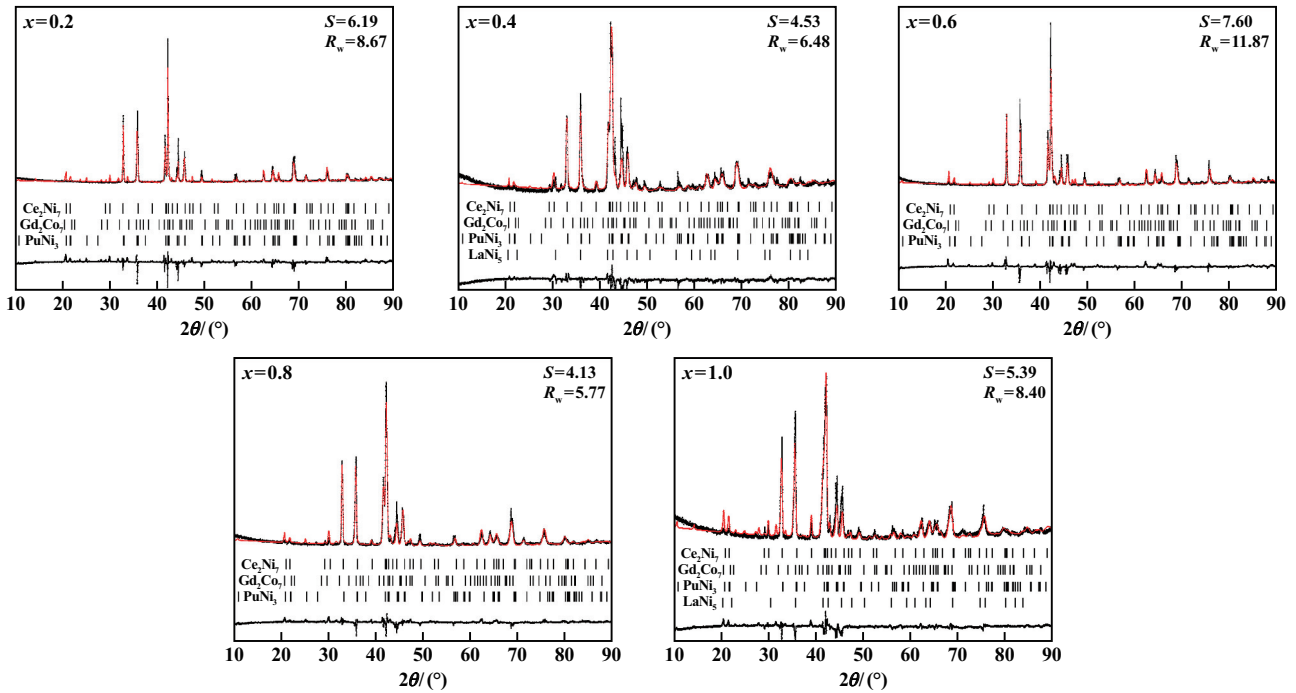 x=0.2
S=6.19
R_w=8.67
Ce₂Ni₇
Gd₂Co₇
PuNi₃
10 20 30 40 50 60 70 80 90
2θ/(°)
x=0.4
S=4.53
R_w=6.48
Ce₂Ni₇
Gd₂Co₇
PuNi₃
LaNi₅
10 20 30 40 50 60 70 80 90
2θ/(°)
x=0.6
S=7.60
R_w=11.87
Ce₂Ni₇
Gd₂Co₇
PuNi₃
10 20 30 40 50 60 70 80 90
2θ/(°)
x=0.8
S=4.13
R_w=5.77
Ce₂Ni₇
Gd₂Co₇
PuNi₃
10 20 30 40 50 60 70 80 90
2θ/(°)
x=1.0
S=5.39
R_w=8.40
Ce₂Ni₇
Gd₂Co₇
PuNi₃
LaNi₅
10 20 30 40 50 60 70 80 90
2θ/(°)